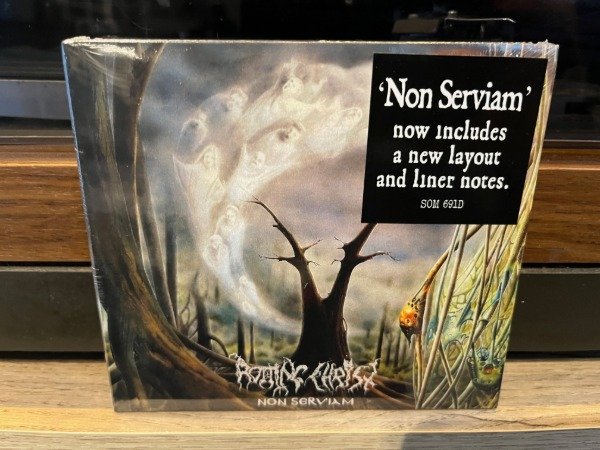 'Non Serviam'
now includes
a new layout
and liner notes.
SOM 691D
ROTTING CHRIST
NON SERVIAM